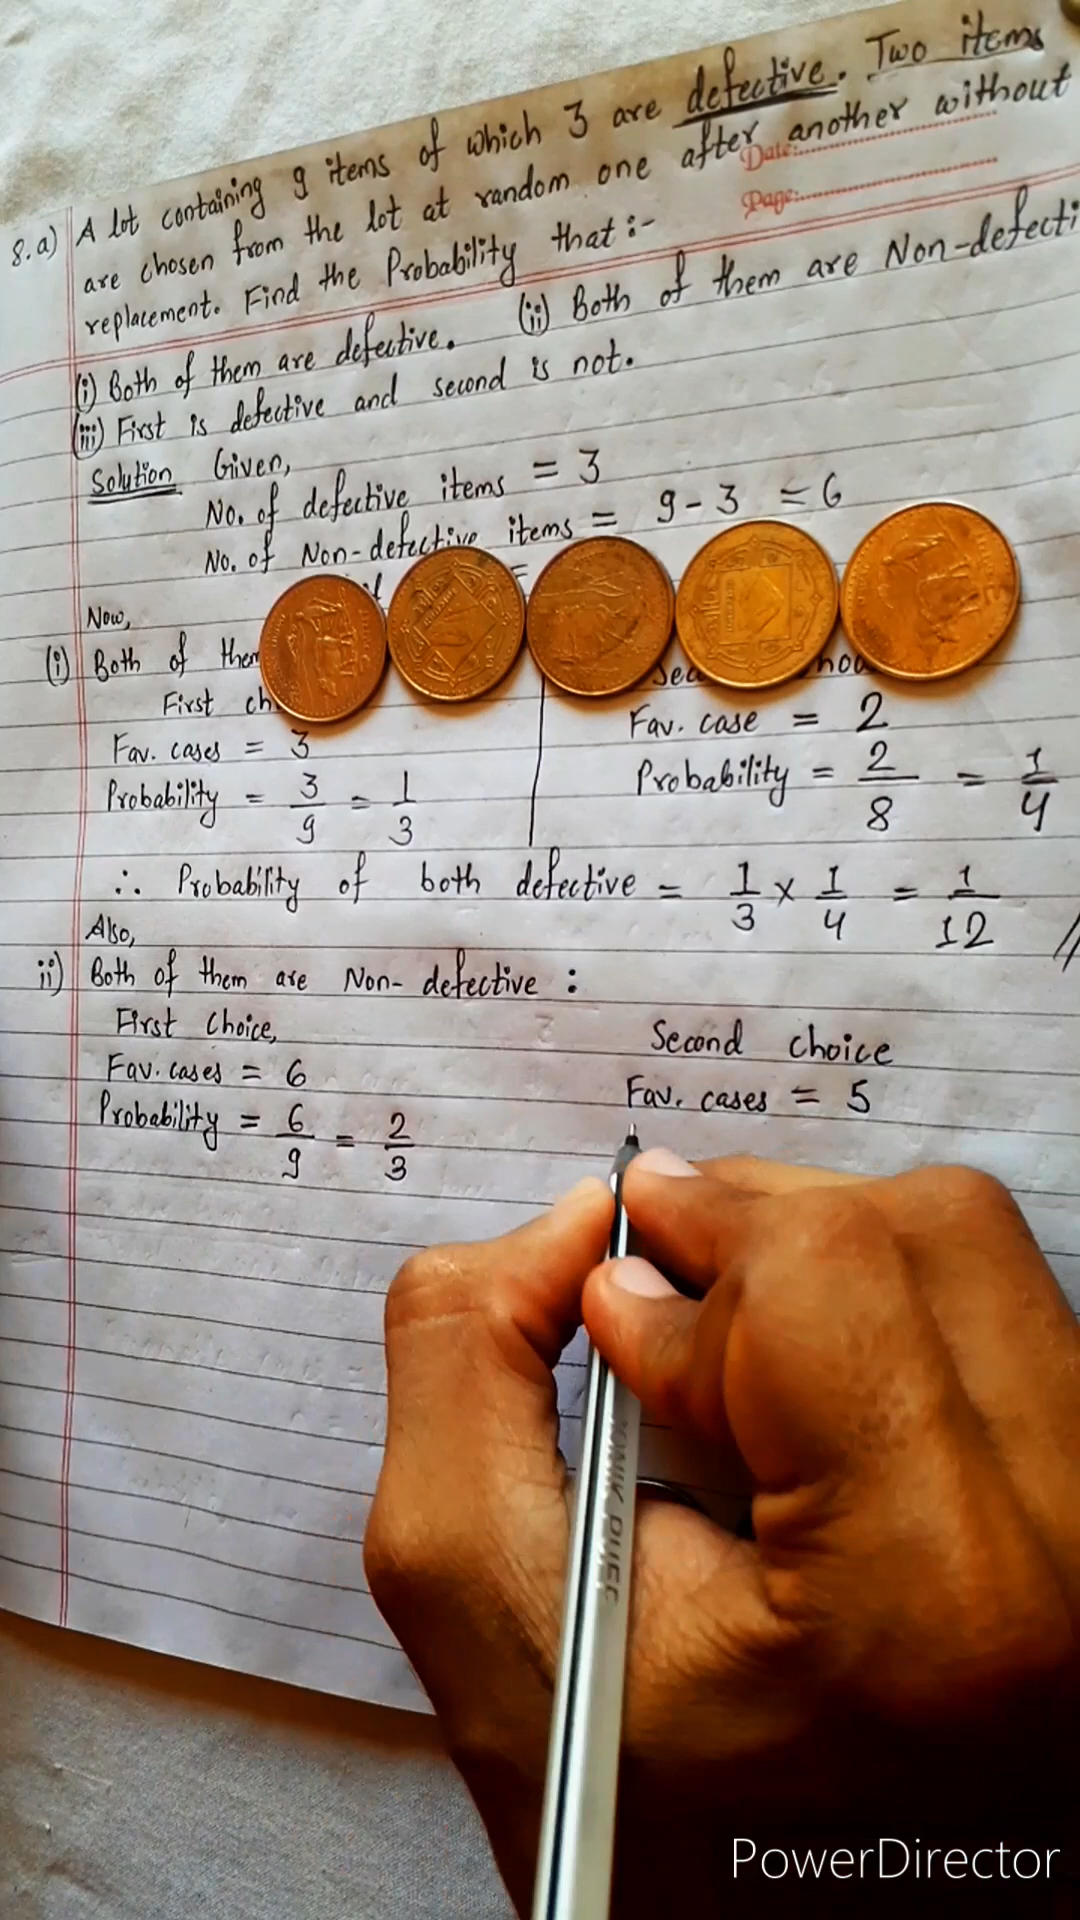 8.a) A lot containing 9 items of which 3 are defective. Two items
are chosen from the lot at random one after another without
Date:
Page:
replacement. Find the Probability that :-
(i) Both of them are defective. (ii) Both of them are Non-defecti
(iii) First is defective and second is not.
Solution Given,
No. of defective items = 3
No. of Non-defective items = 9 - 3 = 6
=
Now,
(i) Both of them
First ch
Fav. cases = 3
Fav. case = 2
Probability = 3/9 = 1/3
Probability = 2/8 = 1/4
∴ Probability of both defective = 1/3 × 1/4 = 1/12 //
Also,
ii) Both of them are Non-defective :
First Choice,
Second choice
Fav. cases = 6
Fav. cases = 5
Probability = 6/9 = 2/3
PowerDirector